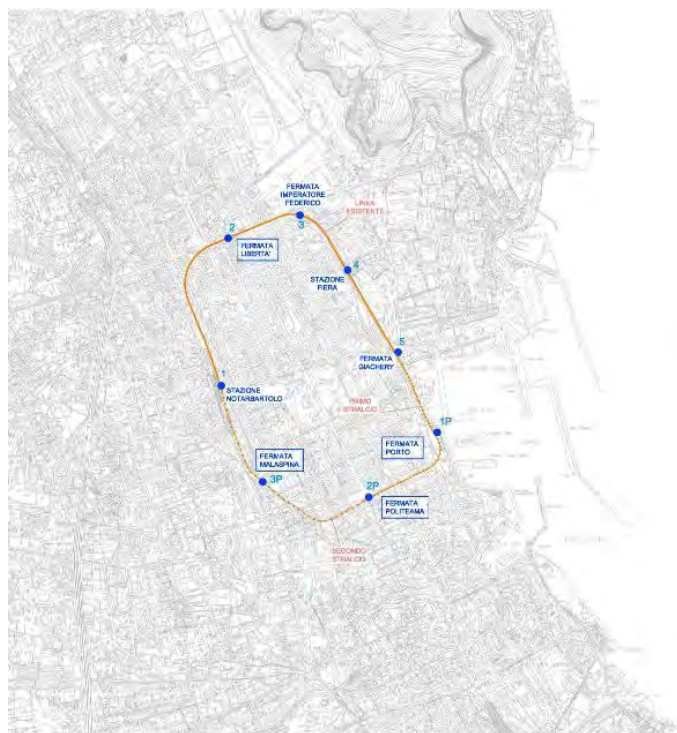 FERMATA
IMPERATORE
FEDERICO
3
LINEA
ESISTENTE
2
FERMATA
LIBERTA'
4
STAZIONE
FIERA
5
FERMATA
GIACHERY
1
STAZIONE
NOTARBARTOLO
PRIMO
STRALCIO
1P
FERMATA
PORTO
FERMATA
MALASPINA
3P
2P
FERMATA
POLITEAMA
SECONDO
STRALCIO